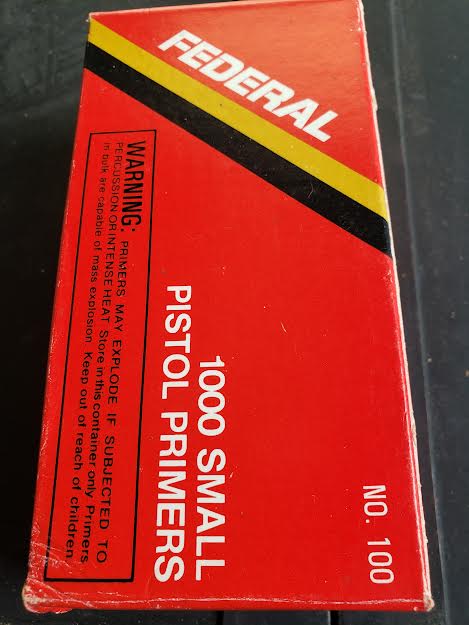 FEDERAL
1000 SMALL
PISTOL PRIMERS
NO. 100
WARNING: PRIMERS MAY EXPLODE IF SUBJECTED TO
PERCUSSION OR INTENSE HEAT. Store in this container only. Primers
in bulk are capable of mass explosion. Keep out of reach of children.